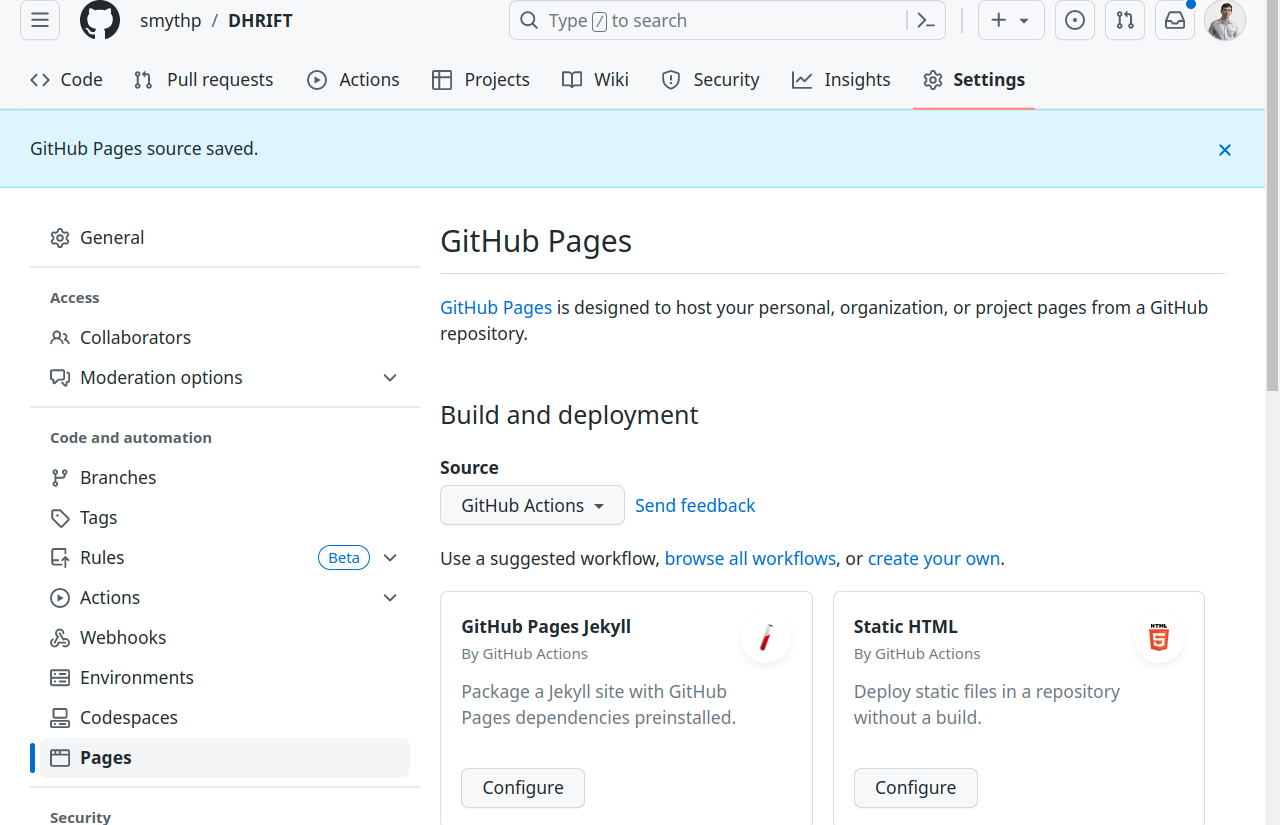 smythp / DHRIFT
Type / to search
Code Pull requests Actions Projects Wiki Security Insights Settings
GitHub Pages source saved.
General
Access
Collaborators
Moderation options
Code and automation
Branches
Tags
Rules Beta
Actions
Webhooks
Environments
Codespaces
Pages
Security
GitHub Pages
GitHub Pages is designed to host your personal, organization, or project pages from a GitHub
repository.
Build and deployment
Source
GitHub Actions Send feedback
Use a suggested workflow, browse all workflows, or create your own.
GitHub Pages Jekyll
By GitHub Actions
Package a Jekyll site with GitHub
Pages dependencies preinstalled.
Configure
Static HTML
HTML
5
By GitHub Actions
Deploy static files in a repository
without a build.
Configure